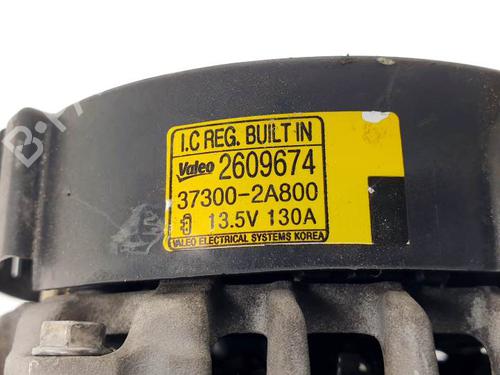 I.C REG. BUILT IN
Valeo 2609674
37300-2A800
13.5V 130A
VALEO ELECTRICAL SYSTEMS KOREA